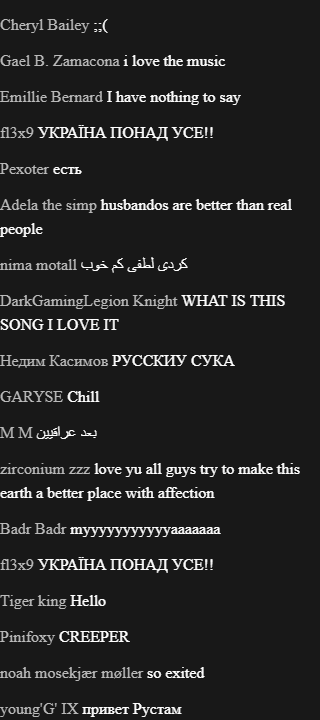 Cheryl Bailey ;;(
Gael B. Zamacona i love the music
Emillie Bernard I have nothing to say
fl3x9 УКРАЇНА ПОНАД УСЕ!!
Pexoter есть
Adela the simp husbandos are better than real
people
nima motall کردی لطفی کم خوب
DarkGamingLegion Knight WHAT IS THIS
SONG I LOVE IT
Недим Касимов РУССКИУ СУКА
GARYSE Chill
M M بعد عراقيين
zirconium zzz love yu all guys try to make this
earth a better place with affection
Badr Badr myyyyyyyyyyyaaaaaaa
fl3x9 УКРАЇНА ПОНАД УСЕ!!
Tiger king Hello
Pinifoxy CREEPER
noah mosekjær møller so exited
young'G' IX привет Рустам